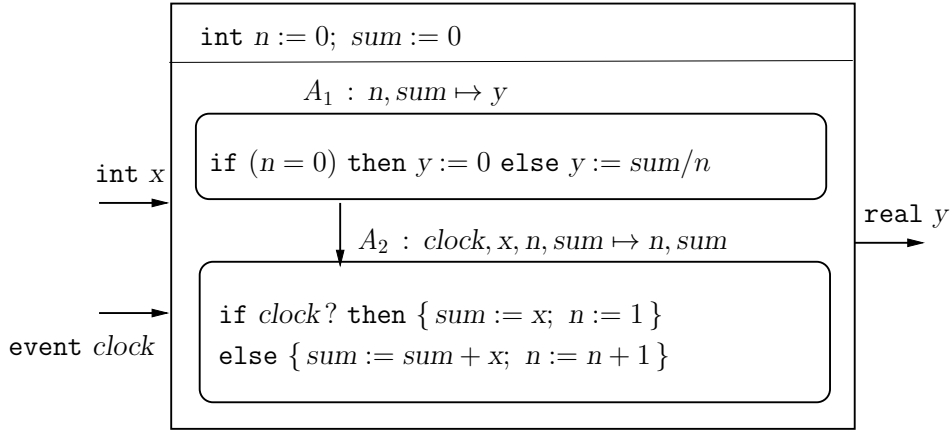 int n := 0; sum := 0
A₁ : n, sum ↦ y
if (n = 0) then y := 0 else y := sum/n
int x
real y
A₂ : clock, x, n, sum ↦ n, sum
if clock? then { sum := x; n := 1 }
else { sum := sum + x; n := n + 1 }
event clock